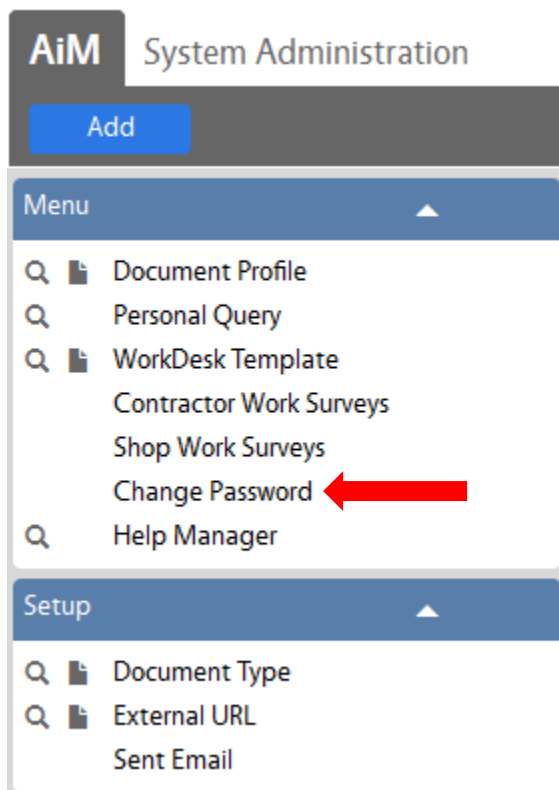 AiM System Administration
Add
Menu
Document Profile
Personal Query
WorkDesk Template
Contractor Work Surveys
Shop Work Surveys
Change Password
Help Manager
Setup
Document Type
External URL
Sent Email